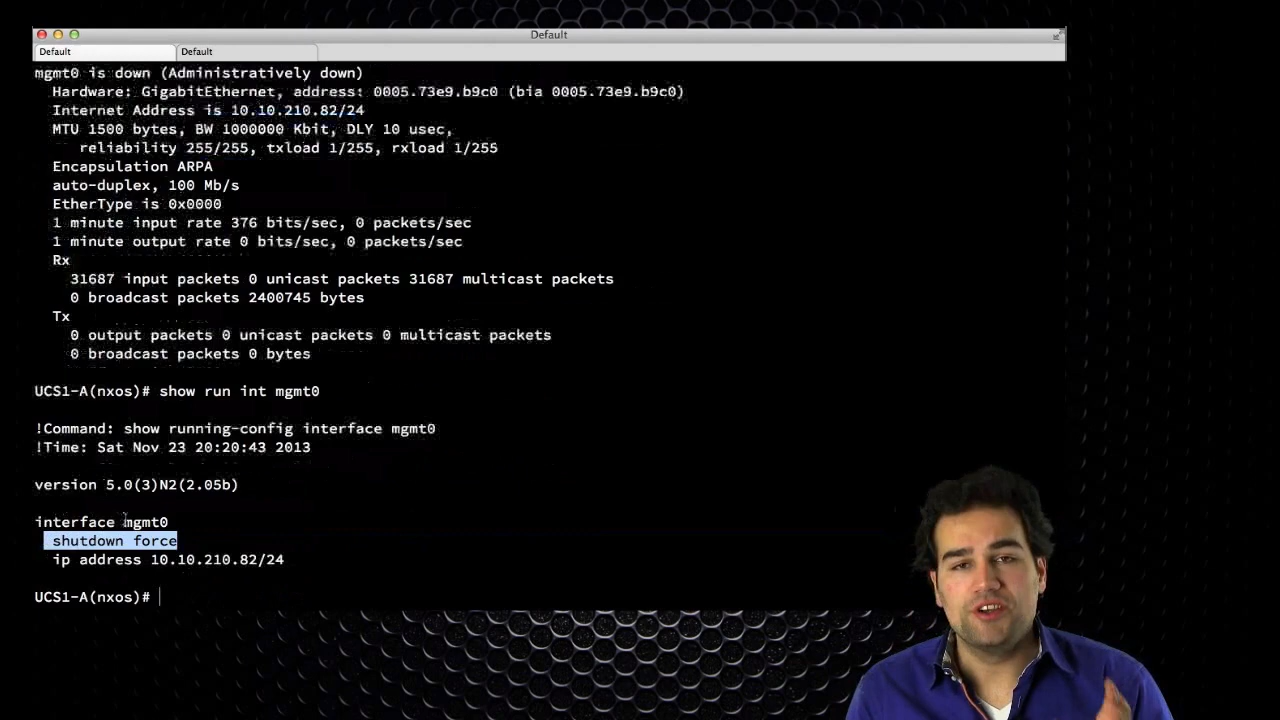 Default
Default
Default
mgmt0 is down (Administratively down)
Hardware: GigabitEthernet, address: 0005.73e9.b9c0 (bia 0005.73e9.b9c0)
Internet Address is 10.10.210.82/24
MTU 1500 bytes, BW 1000000 Kbit, DLY 10 usec,
reliability 255/255, txload 1/255, rxload 1/255
Encapsulation ARPA
auto-duplex, 100 Mb/s
EtherType is 0x0000
1 minute input rate 376 bits/sec, 0 packets/sec
1 minute output rate 0 bits/sec, 0 packets/sec
Rx
31687 input packets 0 unicast packets 31687 multicast packets
0 broadcast packets 2400745 bytes
Tx
0 output packets 0 unicast packets 0 multicast packets
0 broadcast packets 0 bytes
UCS1-A(nxos)# show run int mgmt0
!Command: show running-config interface mgmt0
!Time: Sat Nov 23 20:20:43 2013
version 5.0(3)N2(2.05b)
interface mgmt0
shutdown force
ip address 10.10.210.82/24
UCS1-A(nxos)#